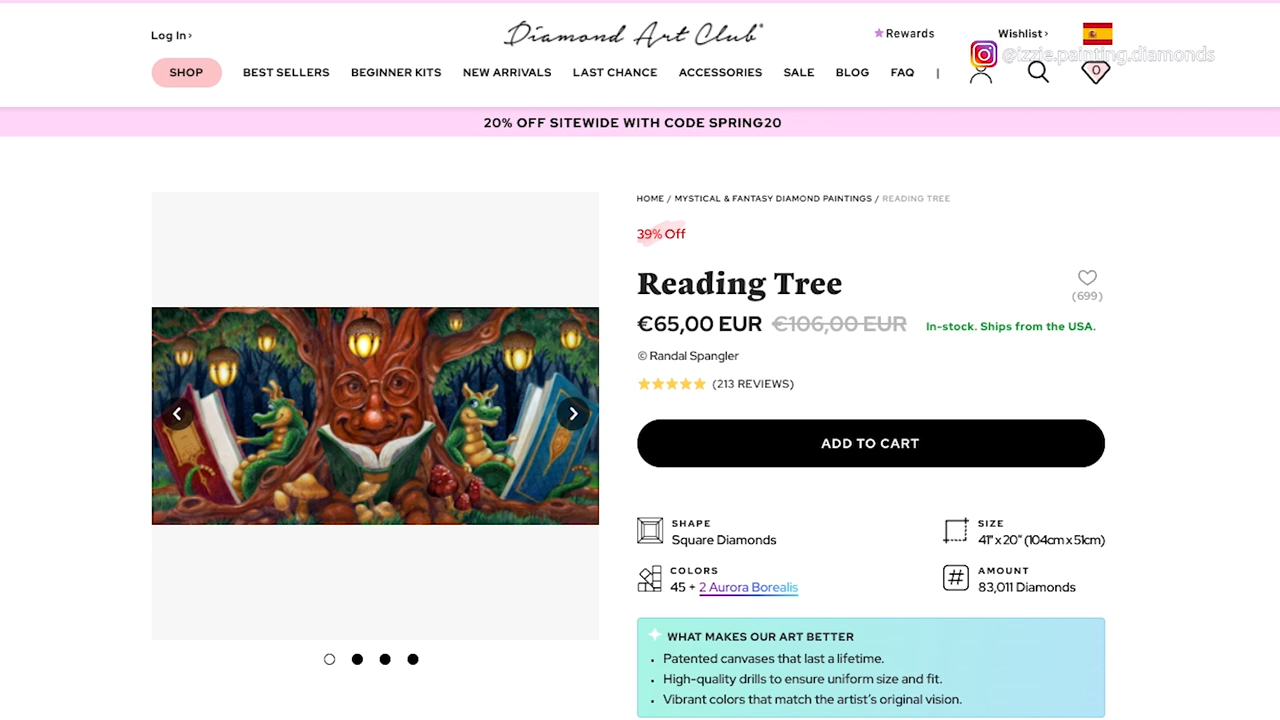 Log In ›
Diamond Art Club®
Rewards
Wishlist ›
@izzie.painting.diamonds
SHOP BEST SELLERS BEGINNER KITS NEW ARRIVALS LAST CHANCE ACCESSORIES SALE BLOG FAQ | 0
20% OFF SITEWIDE WITH CODE SPRING20
HOME / MYSTICAL & FANTASY DIAMOND PAINTINGS / READING TREE
39% Off
Reading Tree
(699)
€65,00 EUR €106,00 EUR In-stock. Ships from the USA.
© Randal Spangler
(213 REVIEWS)
ADD TO CART
SHAPE
Square Diamonds
SIZE
41" x 20" (104cm x 51cm)
COLORS
45 + 2 Aurora Borealis
AMOUNT
83,011 Diamonds
WHAT MAKES OUR ART BETTER
• Patented canvases that last a lifetime.
• High-quality drills to ensure uniform size and fit.
• Vibrant colors that match the artist’s original vision.